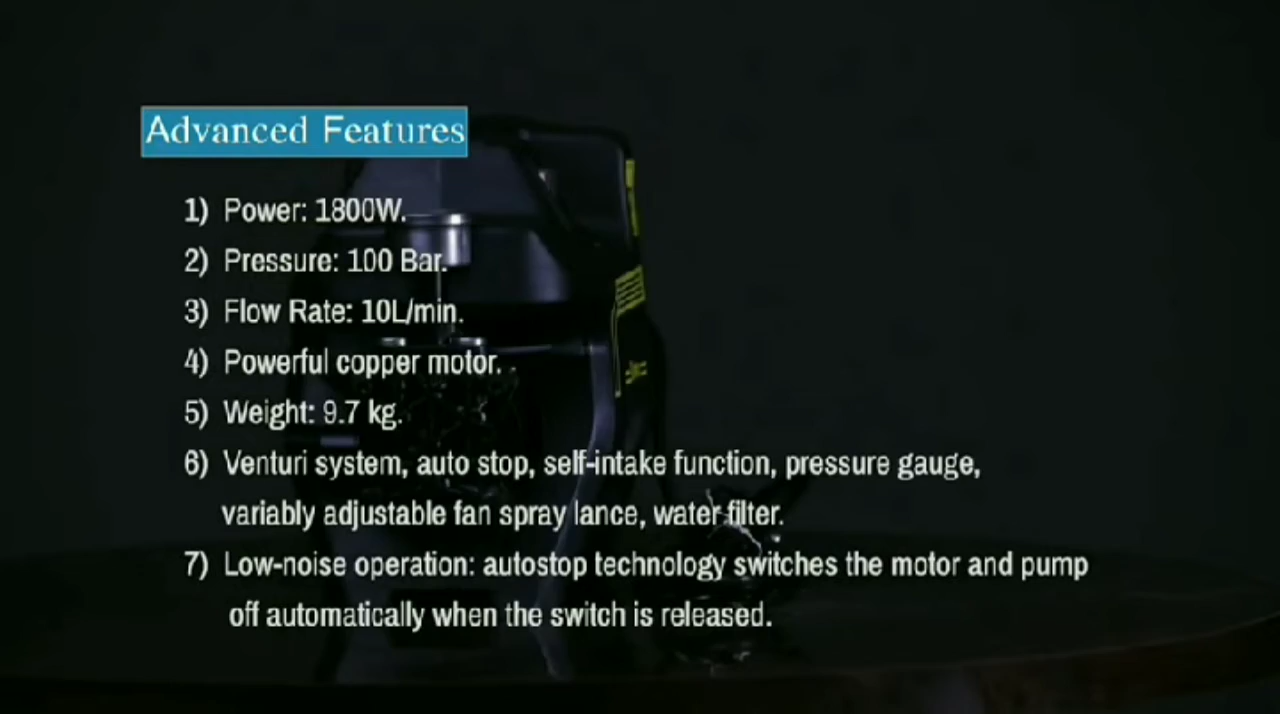 Advanced Features
1) Power: 1800W.
2) Pressure: 100 Bar.
3) Flow Rate: 10L/min.
4) Powerful copper motor.
5) Weight: 9.7 kg.
6) Venturi system, auto stop, self-intake function, pressure gauge,
variably adjustable fan spray lance, water filter.
7) Low-noise operation: autostop technology switches the motor and pump
off automatically when the switch is released.